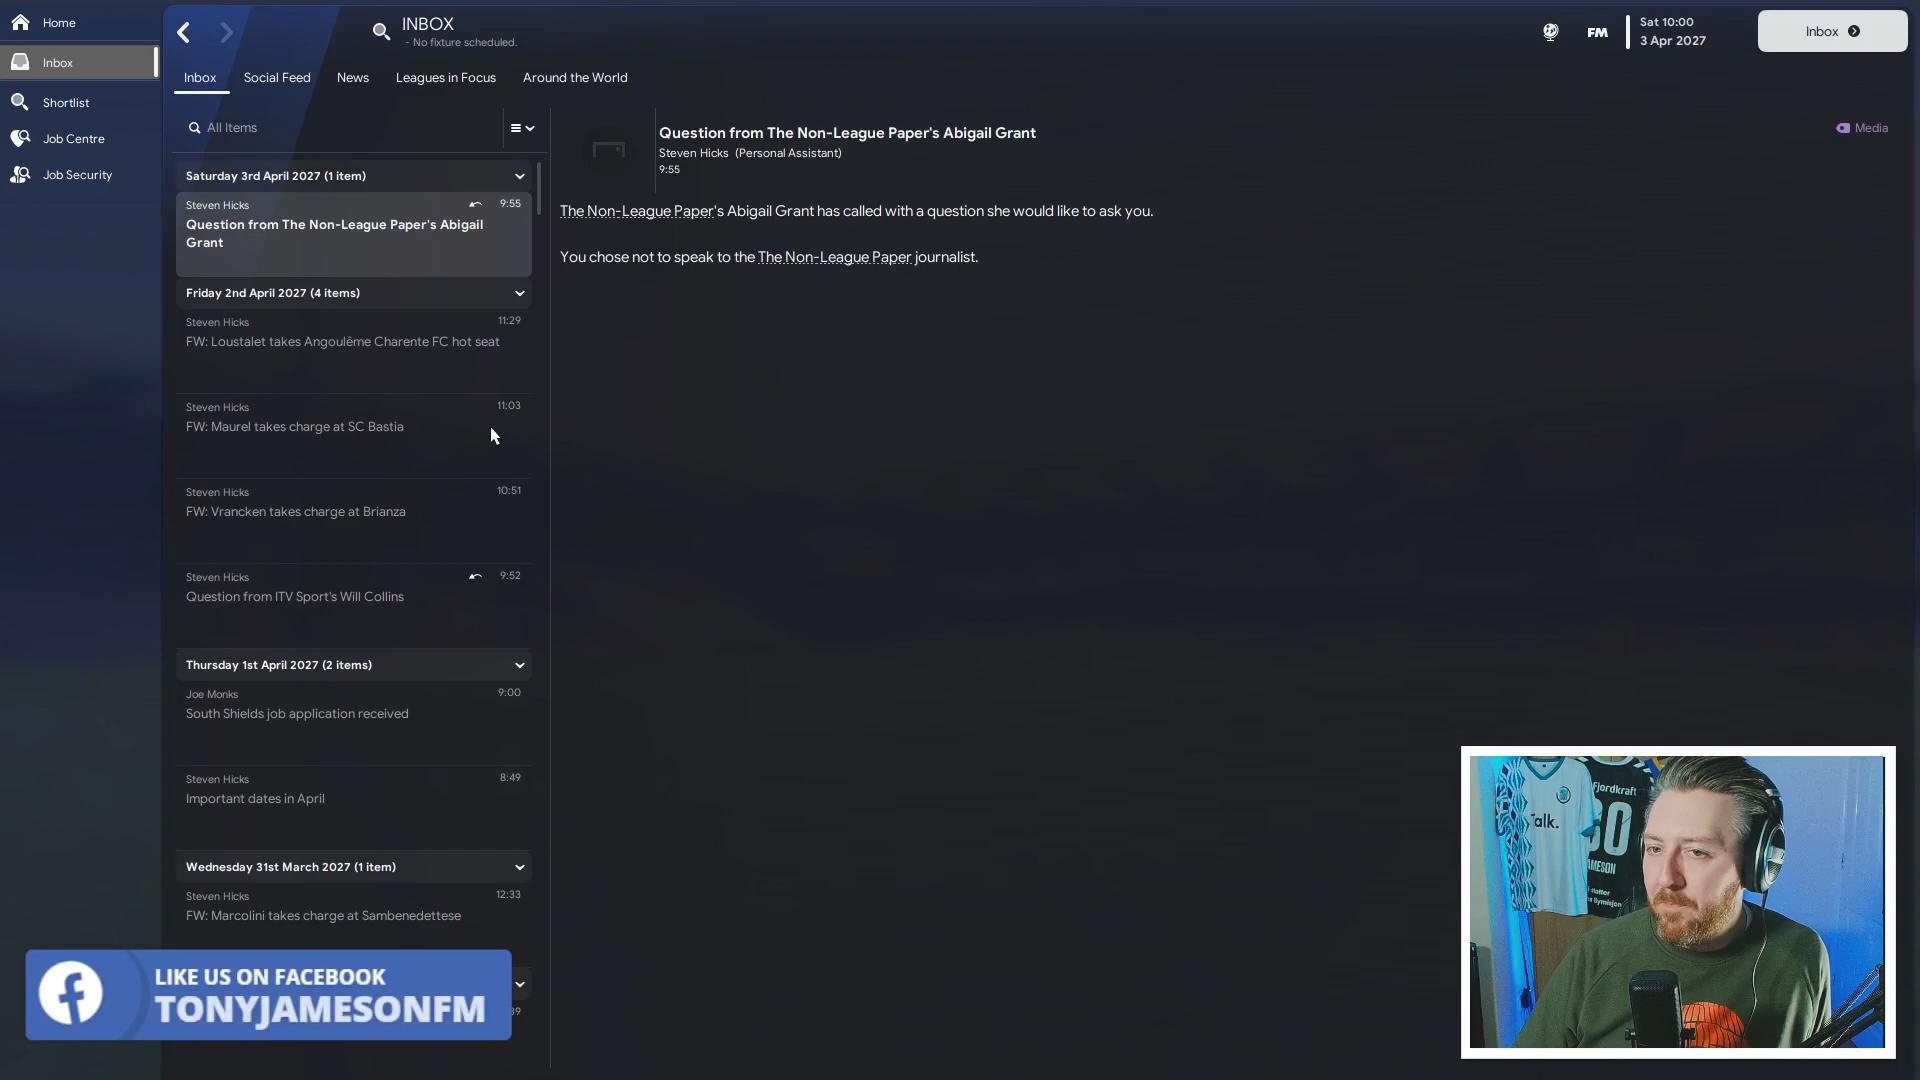 Home
Inbox
Shortlist
Job Centre
Job Security
INBOX
- No fixture scheduled.
FM
Sat 10:00
3 Apr 2027
Inbox
Inbox
Social Feed
News
Leagues in Focus
Around the World
All Items
Saturday 3rd April 2027 (1 item)
Steven Hicks
9:55
Question from The Non-League Paper's Abigail
Grant
Friday 2nd April 2027 (4 items)
Steven Hicks
11:29
FW: Loustalet takes Angoulême Charente FC hot seat
Steven Hicks
11:03
FW: Maurel takes charge at SC Bastia
Steven Hicks
10:51
FW: Vrancken takes charge at Brianza
Steven Hicks
9:52
Question from ITV Sport's Will Collins
Thursday 1st April 2027 (2 items)
Joe Monks
9:00
South Shields job application received
Steven Hicks
8:49
Important dates in April
Wednesday 31st March 2027 (1 item)
Steven Hicks
12:33
FW: Marcolini takes charge at Sambenedettese
Question from The Non-League Paper's Abigail Grant
Steven Hicks (Personal Assistant)
9:55
Media
The Non-League Paper's Abigail Grant has called with a question she would like to ask you.
You chose not to speak to the The Non-League Paper journalist.
LIKE US ON FACEBOOK
TONYJAMESONFM
Talk.
Fjordkraft